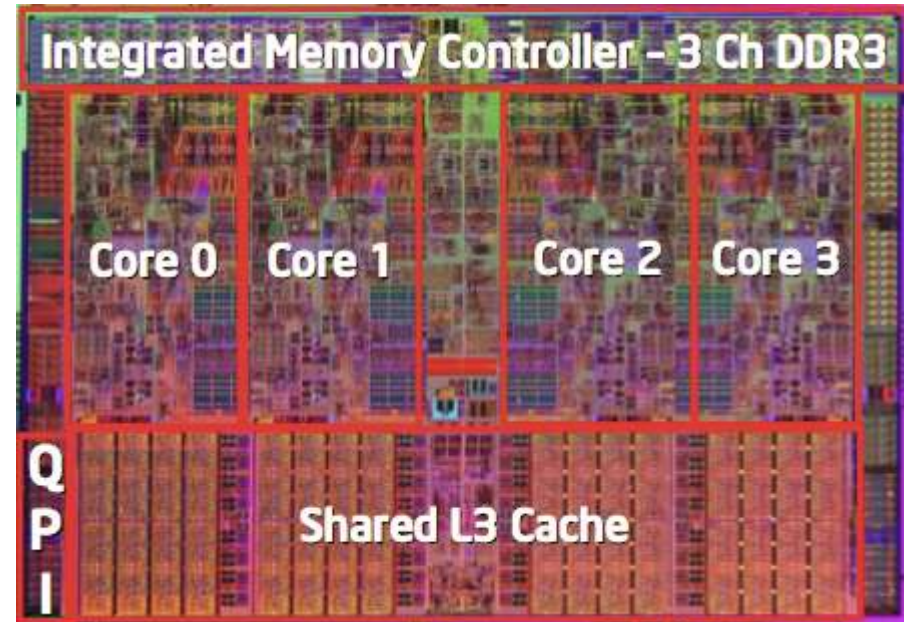 Integrated Memory Controller - 3 Ch DDR3
Core 0
Core 1
Core 2
Core 3
Q
P
I
Shared L3 Cache